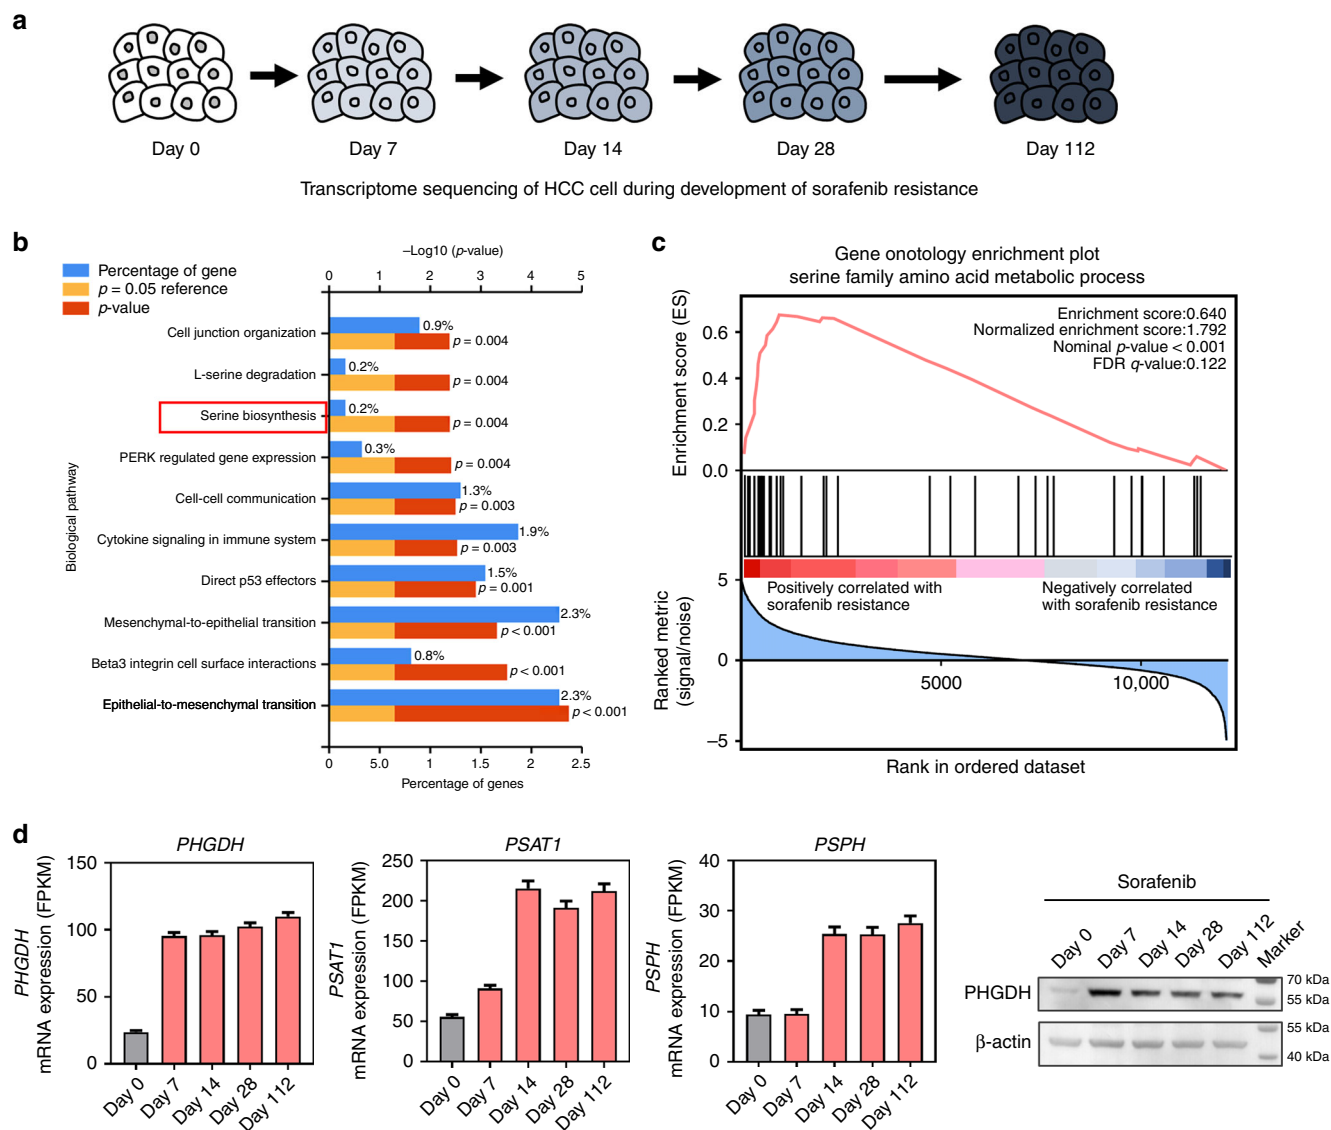 a
Day 0
Day 7
Day 14
Day 28
Day 112
Transcriptome sequencing of HCC cell during development of sorafenib resistance
b
–Log10 (p-value)
Percentage of gene
p = 0.05 reference
p-value
0 1 2 3 4 5
Biological pathway
Cell junction organization
0.9%
p = 0.004
L-serine degradation
0.2%
p = 0.004
Serine biosynthesis
0.2%
p = 0.004
PERK regulated gene expression
0.3%
p = 0.004
Cell-cell communication
1.3%
p = 0.003
Cytokine signaling in immune system
1.9%
p = 0.003
Direct p53 effectors
1.5%
p = 0.001
Mesenchymal-to-epithelial transition
2.3%
p < 0.001
Beta3 integrin cell surface interactions
0.8%
p < 0.001
Epithelial-to-mesenchymal transition
2.3%
p < 0.001
0 5.0 1 1.5 2 2.5
Percentage of genes
c
Gene onotology enrichment plot
serine family amino acid metabolic process
Enrichment score (ES)
0.6
0.4
0.2
0.0
Enrichment score:0.640
Normalized enrichment score:1.792
Nominal p-value < 0.001
FDR q-value:0.122
Positively correlated with
sorafenib resistance
Negatively correlated
with sorafenib resistance
Ranked metric
(signal/noise)
5
0
–5
5000
10,000
Rank in ordered dataset
d
PHGDH
PHGDH
mRNA expression (FPKM)
150
100
50
0
Day 0
Day 7
Day 14
Day 28
Day 112
PSAT1
PSAT1
mRNA expression (FPKM)
250
200
150
100
50
0
Day 0
Day 7
Day 14
Day 28
Day 112
PSPH
PSPH
mRNA expression (FPKM)
40
30
20
10
0
Day 0
Day 7
Day 14
Day 28
Day 112
Sorafenib
Day 0
Day 7
Day 14
Day 28
Day 112
Marker
PHGDH
70 kDa
55 kDa
β-actin
55 kDa
40 kDa